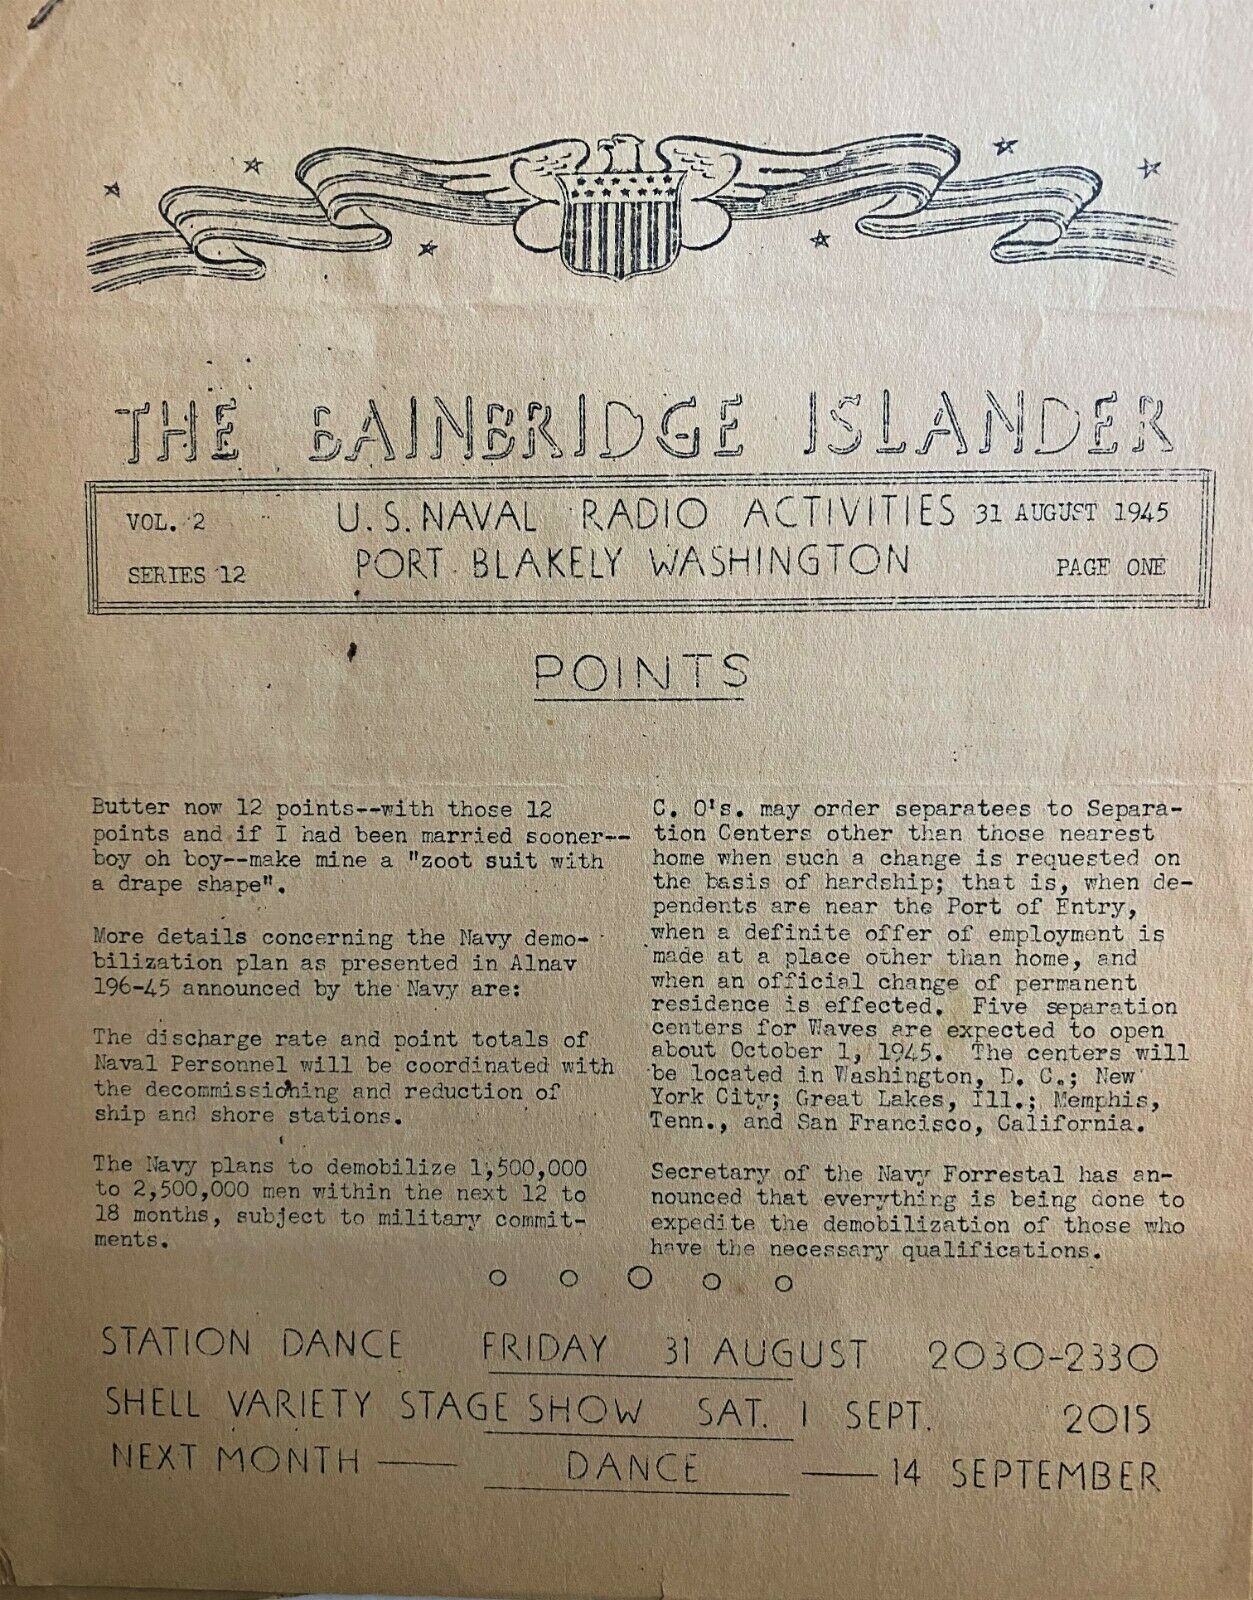 THE BAINBRIDGE ISLANDER
VOL. 2
SERIES 12
U.S. NAVAL RADIO ACTIVITIES
PORT BLAKELY WASHINGTON
31 AUGUST 1945
PAGE ONE
POINTS
Butter now 12 points--with those 12
points and if I had been married sooner--
boy oh boy--make mine a "zoot suit with
a drape shape".
More details concerning the Navy demo-
bilization plan as presented in Alnav
196-45 announced by the Navy are:
The discharge rate and point totals of
Naval Personnel will be coordinated with
the decommissioning and reduction of
ship and shore stations.
The Navy plans to demobilize 1,500,000
to 2,500,000 men within the next 12 to
18 months, subject to military commit-
ments.
C. O's. may order separatees to Separa-
tion Centers other than those nearest
home when such a change is requested on
the basis of hardship; that is, when de-
pendents are near the Port of Entry,
when a definite offer of employment is
made at a place other than home, and
when an official change of permanent
residence is effected. Five separation
centers for Waves are expected to open
about October 1, 1945. The centers will
be located in Washington, D. C.; New
York City; Great Lakes, Ill.; Memphis,
Tenn., and San Francisco, California.
Secretary of the Navy Forrestal has an-
nounced that everything is being done to
expedite the demobilization of those who
have the necessary qualifications.
STATION DANCE FRIDAY 31 AUGUST 2030-2330
SHELL VARIETY STAGE SHOW SAT. 1 SEPT. 2015
NEXT MONTH — DANCE — 14 SEPTEMBER